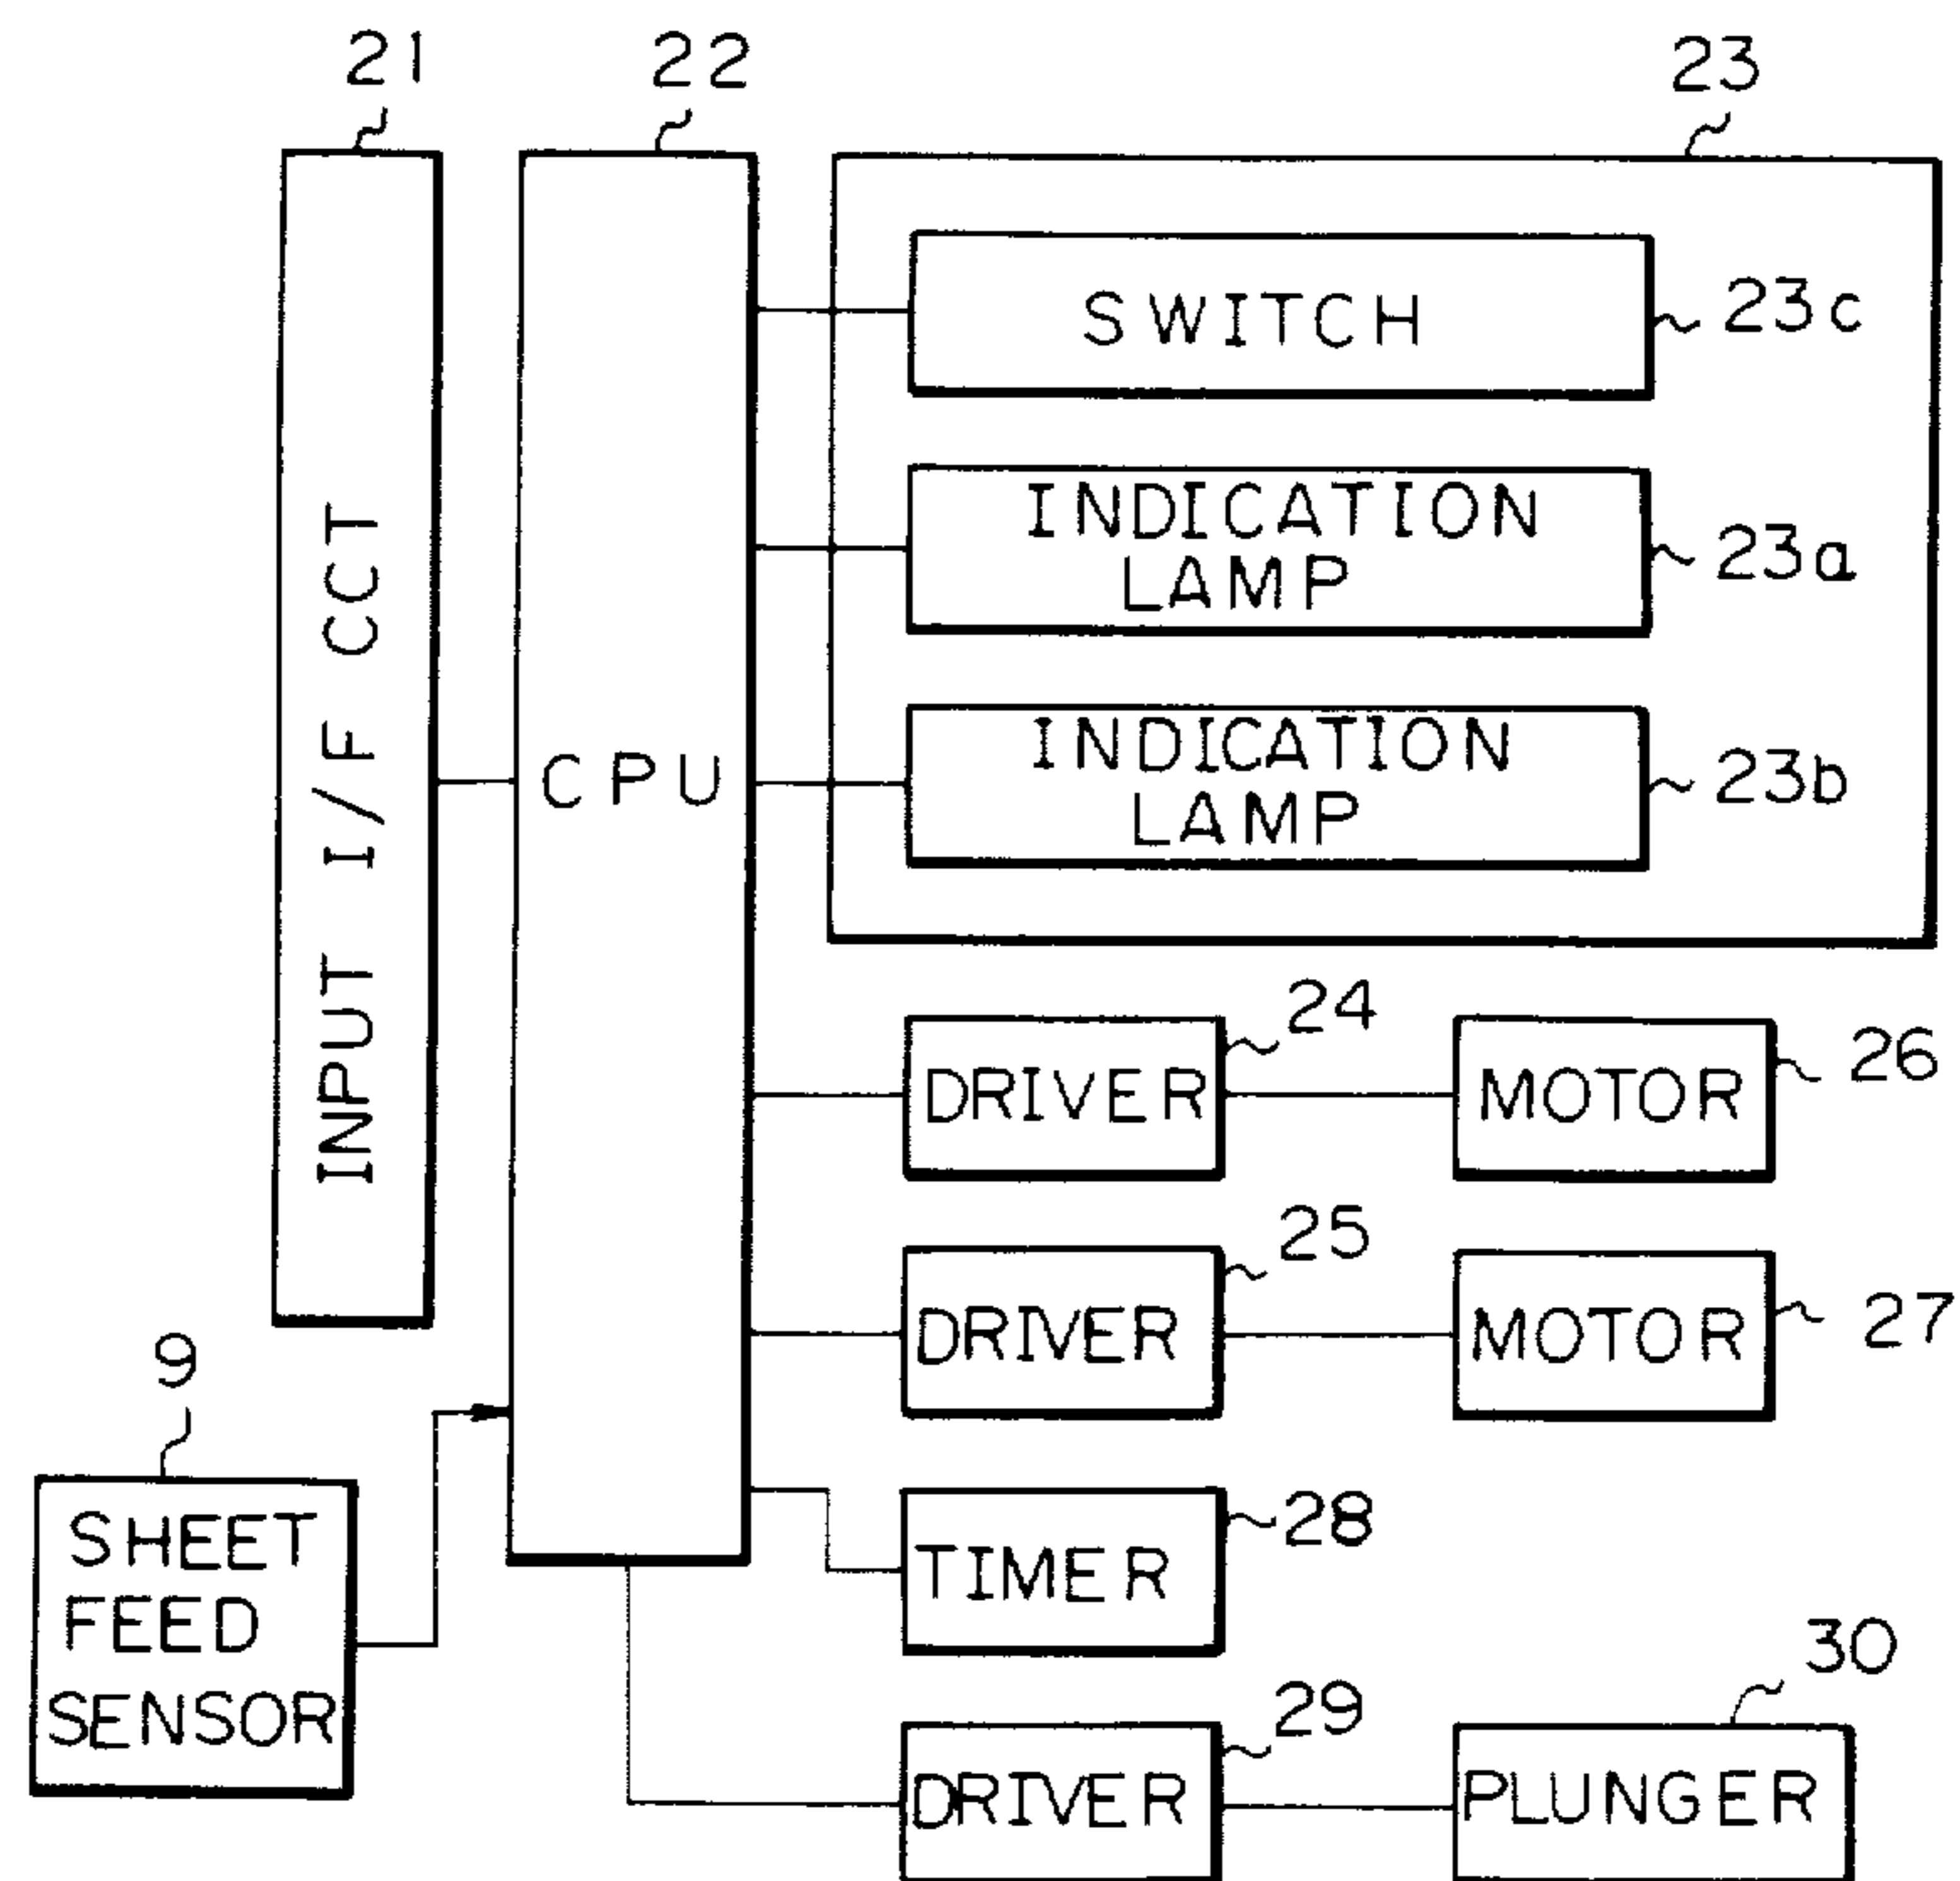 21
22
23
INPUT I/F CCT
CPU
SWITCH
23c
INDICATION
LAMP
23a
INDICATION
LAMP
23b
DRIVER
24
MOTOR
26
DRIVER
25
MOTOR
27
9
SHEET
FEED
SENSOR
TIMER
28
DRIVER
29
PLUNGER
30